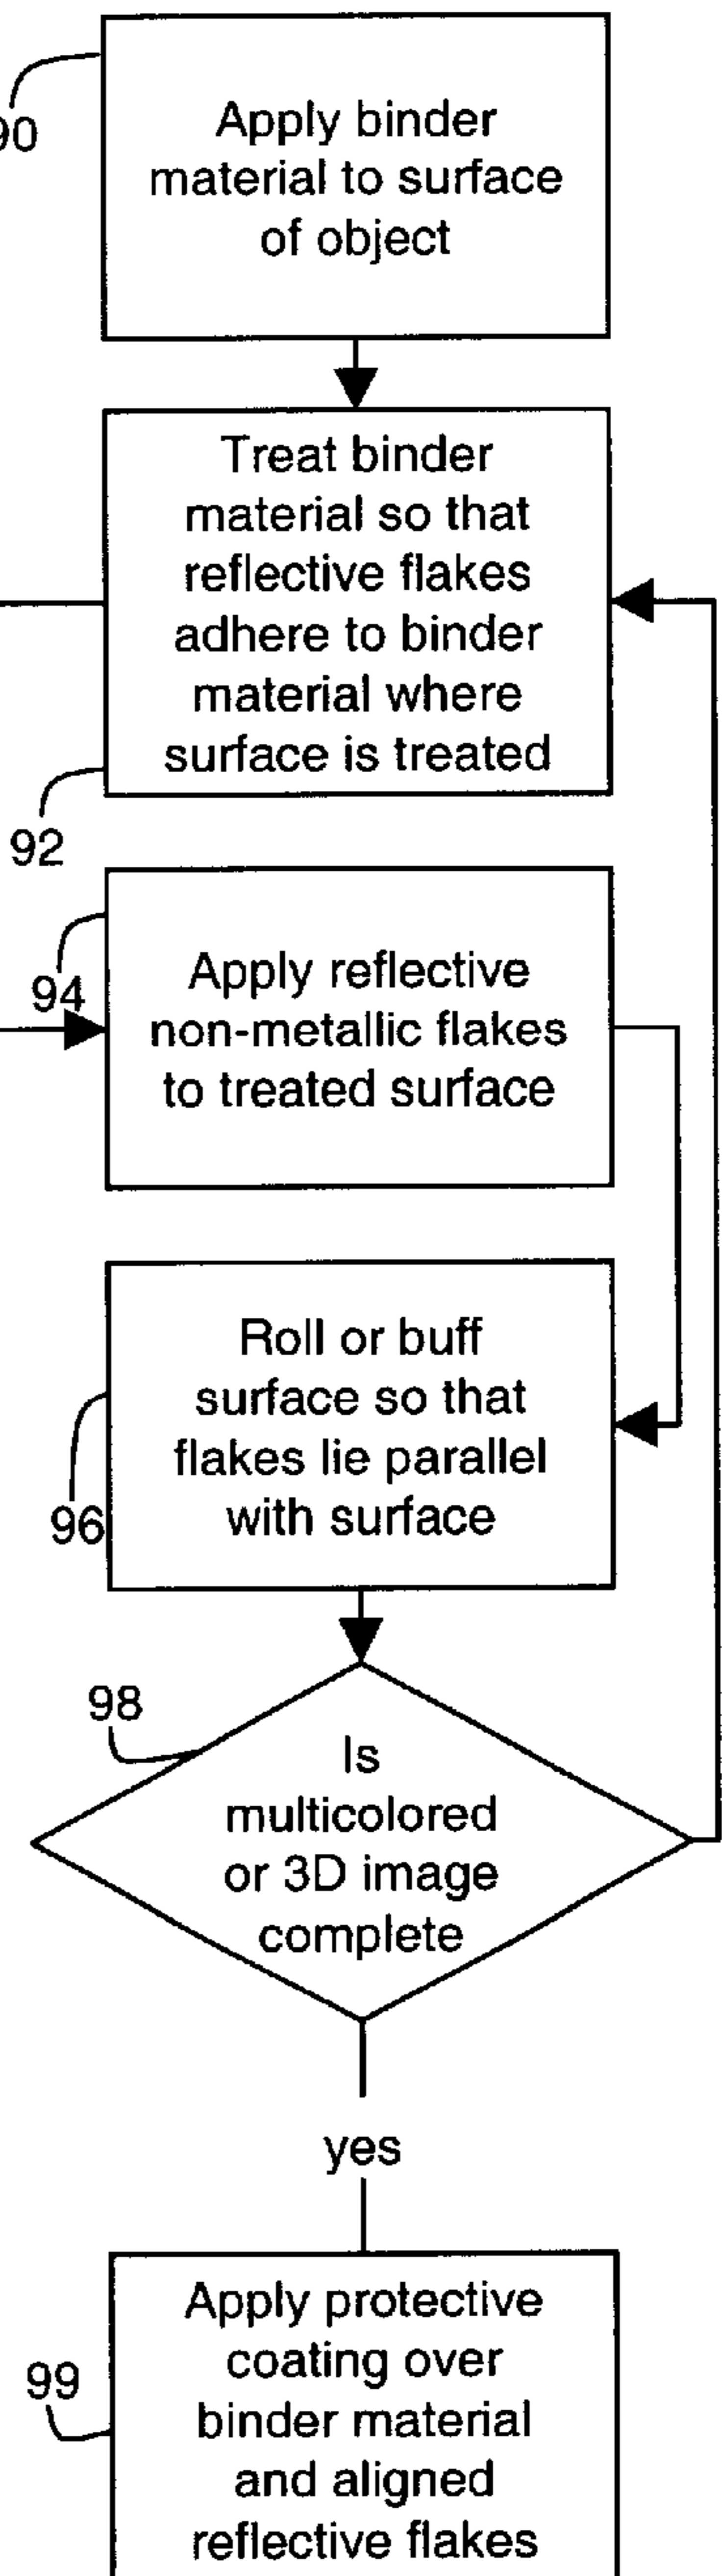 90
Apply binder
material to surface
of object
Treat binder
material so that
reflective flakes
adhere to binder
material where
surface is treated
92
94
Apply reflective
non-metallic flakes
to treated surface
Roll or buff
surface so that
flakes lie parallel
with surface
96
98
Is
multicolored
or 3D image
complete
yes
Apply protective
coating over
binder material
and aligned
reflective flakes
99